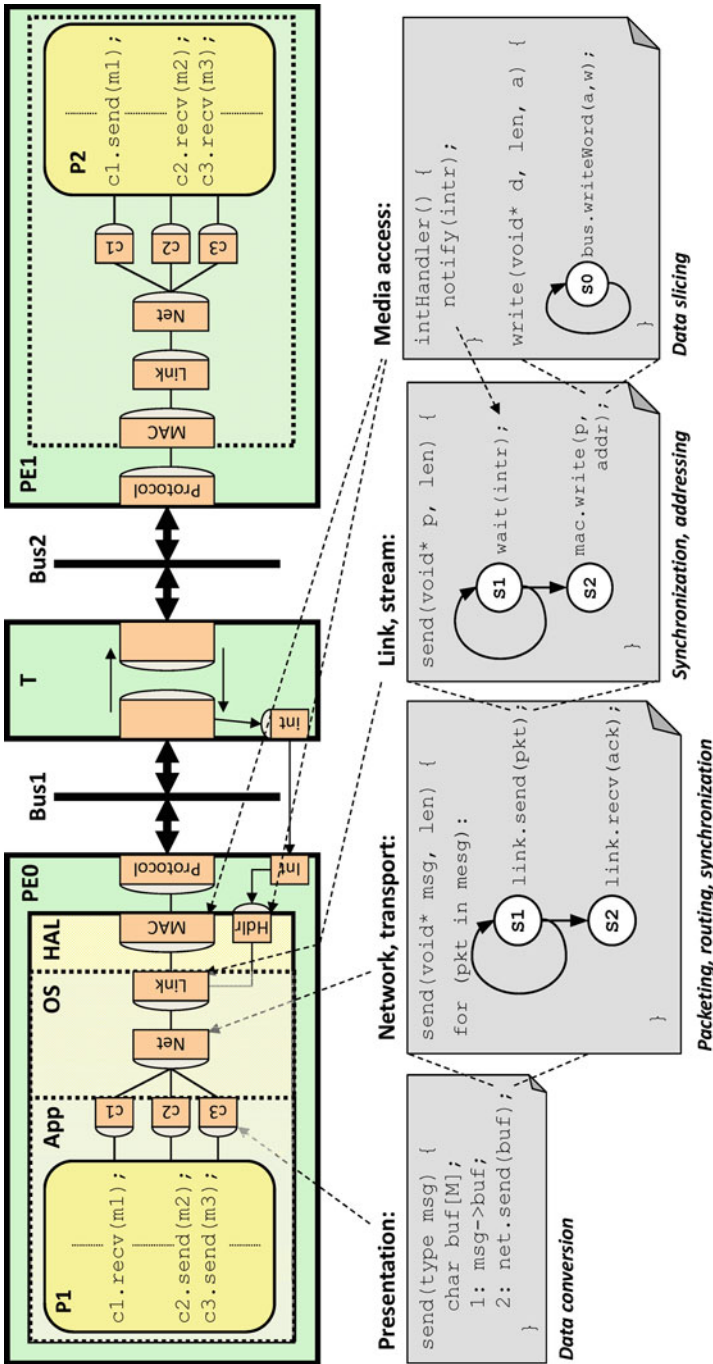 PE0
App
OS
HAL
P1
c1.recv(m1);
c2.send(m2);
c3.send(m3);
c1
c2
c3
Net
Link
MAC
Hdlr
Protocol
Int
Bus1
T
int
Bus2
PE1
Protocol
MAC
Link
Net
c1
c2
c3
P2
c1.send(m1);
c2.recv(m2);
c3.recv(m3);
Presentation:
send(type msg) {
char buf[M];
1: msg->buf;
2: net.send(buf);
}
Data conversion
Network, transport:
send(void* msg, len) {
for (pkt in mesg):
S1 link.send(pkt);
S2 link.recv(ack);
}
Packeting, routing, synchronization
Link, stream:
send(void* p, len) {
S1 wait(intr);
S2 mac.write(p,
addr);
}
Synchronization, addressing
Media access:
intHandler() {
notify(intr);
}
write(void* d, len, a) {
S0 bus.writeWord(a,w);
}
Data slicing